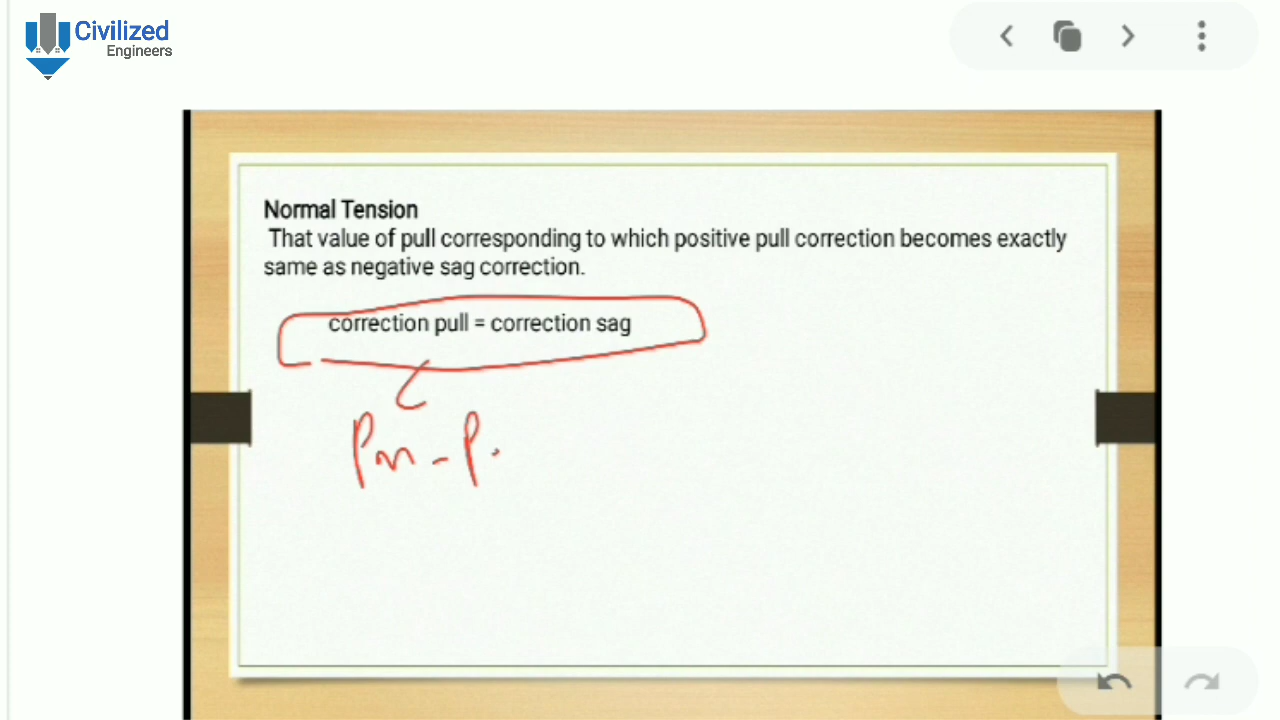 Civilized
Engineers
Normal Tension
That value of pull corresponding to which positive pull correction becomes exactly
same as negative sag correction.
correction pull = correction sag
Pm - P.